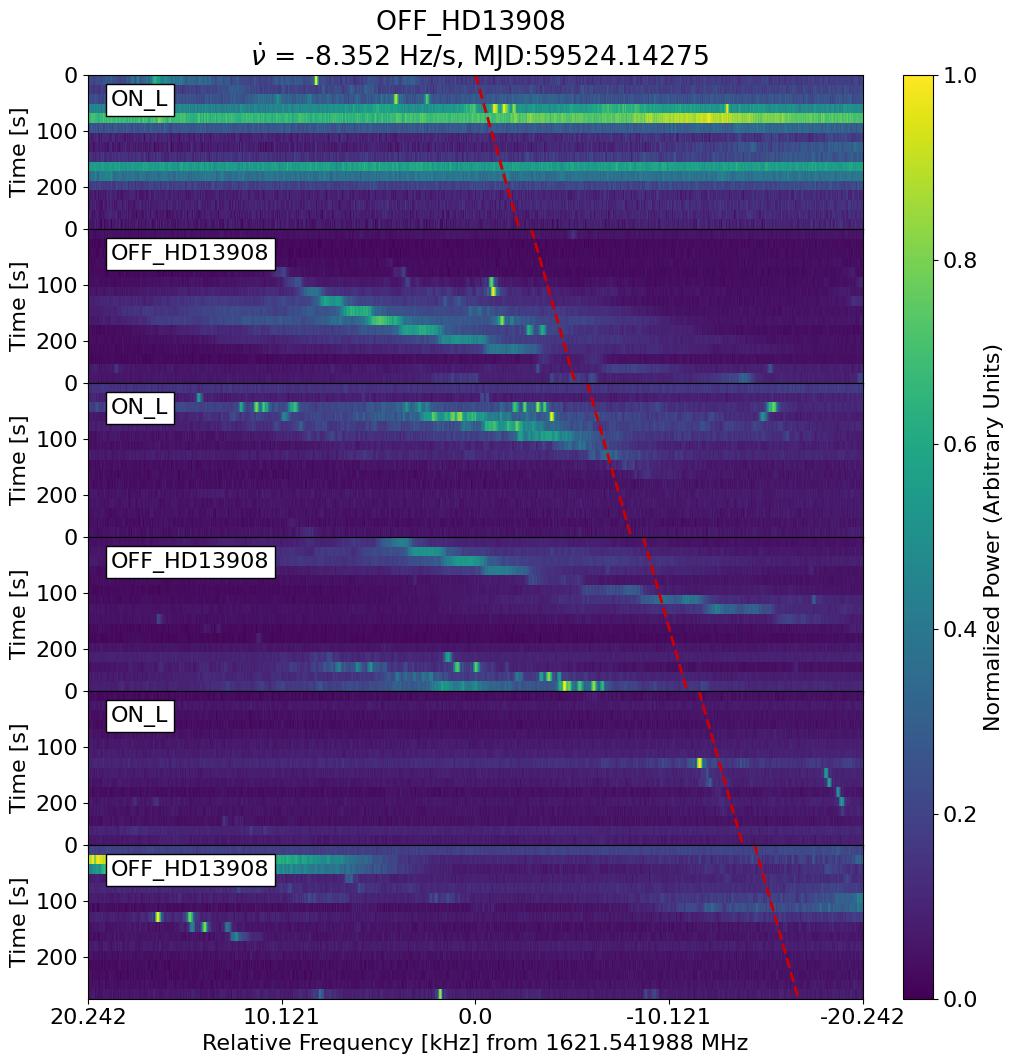 OFF_HD13908
ν̇ = -8.352 Hz/s, MJD:59524.14275
0
100
200
Time [s]
ON_L
0
100
200
Time [s]
OFF_HD13908
0
100
200
Time [s]
ON_L
0
100
200
Time [s]
OFF_HD13908
0
100
200
Time [s]
ON_L
0
100
200
Time [s]
OFF_HD13908
20.242
10.121
0.0
-10.121
-20.242
Relative Frequency [kHz] from 1621.541988 MHz
1.0
0.8
0.6
0.4
0.2
0.0
Normalized Power (Arbitrary Units)